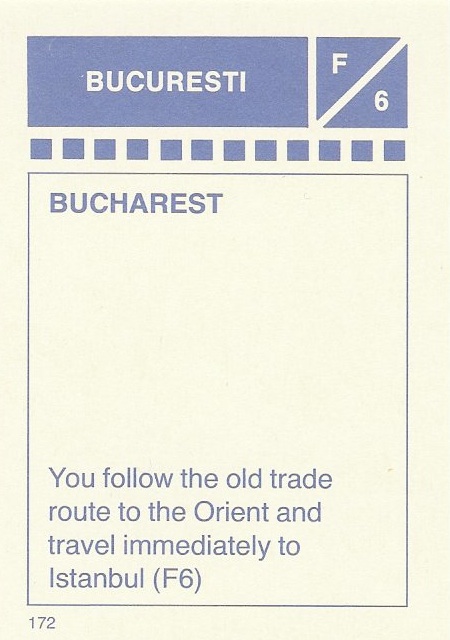 BUCURESTI
F
6
BUCHAREST
You follow the old trade
route to the Orient and
travel immediately to
Istanbul (F6)
172